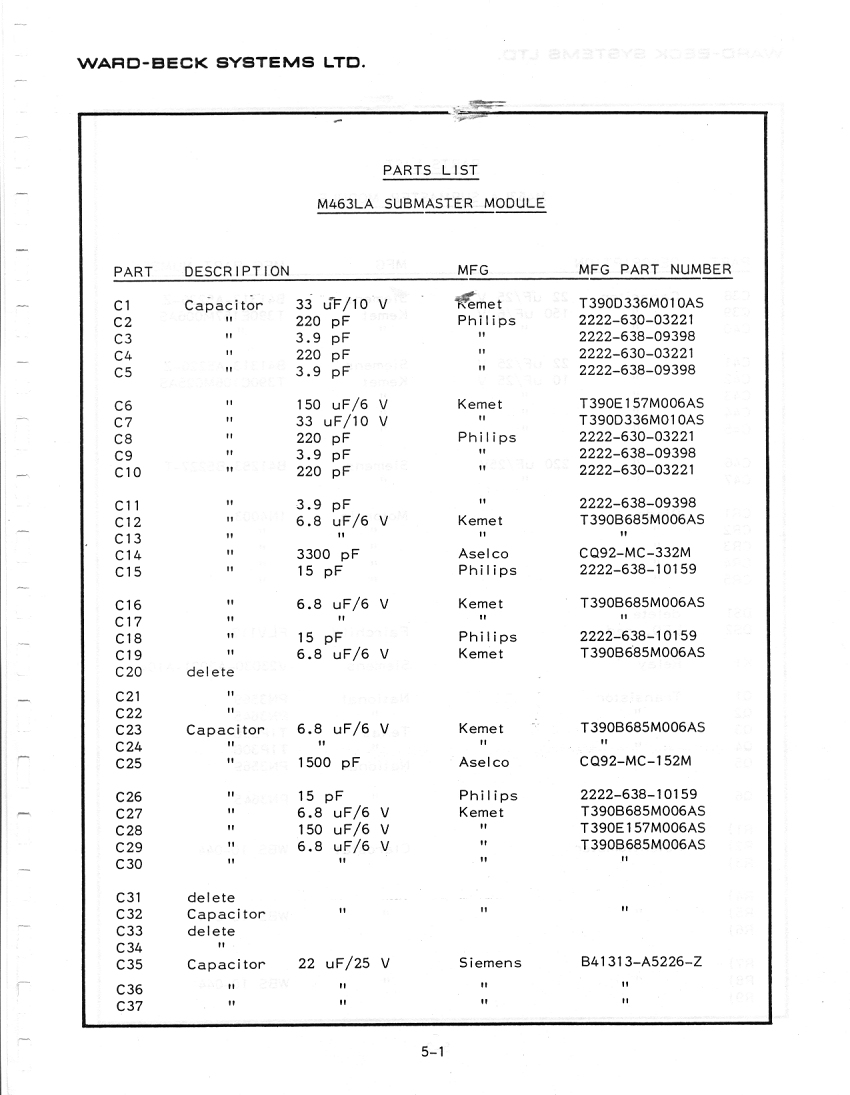 WARD-BECK SYSTEMS LTD.
PARTS LIST
M463LA SUBMASTER MODULE
PART DESCRIPTION MFG MFG PART NUMBER
C1 Capacitor 33 uF/10 V Kemet T390D336M010AS
C2 " 220 pF Philips 2222-630-03221
C3 " 3.9 pF " 2222-638-09398
C4 " 220 pF " 2222-630-03221
C5 " 3.9 pF " 2222-638-09398
C6 " 150 uF/6 V Kemet T390E157M006AS
C7 " 33 uF/10 V " T390D336M010AS
C8 " 220 pF Philips 2222-630-03221
C9 " 3.9 pF " 2222-638-09398
C10 " 220 pF " 2222-630-03221
C11 " 3.9 pF " 2222-638-09398
C12 " 6.8 uF/6 V Kemet T390B685M006AS
C13 " " " "
C14 " 3300 pF Aselco CQ92-MC-332M
C15 " 15 pF Philips 2222-638-10159
C16 " 6.8 uF/6 V Kemet T390B685M006AS
C17 " " " "
C18 " 15 pF Philips 2222-638-10159
C19 " 6.8 uF/6 V Kemet T390B685M006AS
C20 delete
C21 "
C22 "
C23 Capacitor 6.8 uF/6 V Kemet T390B685M006AS
C24 " " " "
C25 " 1500 pF Aselco CQ92-MC-152M
C26 " 15 pF Philips 2222-638-10159
C27 " 6.8 uF/6 V Kemet T390B685M006AS
C28 " 150 uF/6 V " T390E157M006AS
C29 " 6.8 uF/6 V " T390B685M006AS
C30 " " " "
C31 delete
C32 Capacitor " " "
C33 delete
C34 "
C35 Capacitor 22 uF/25 V Siemens B41313-A5226-Z
C36 " " " "
C37 " " " "
5-1